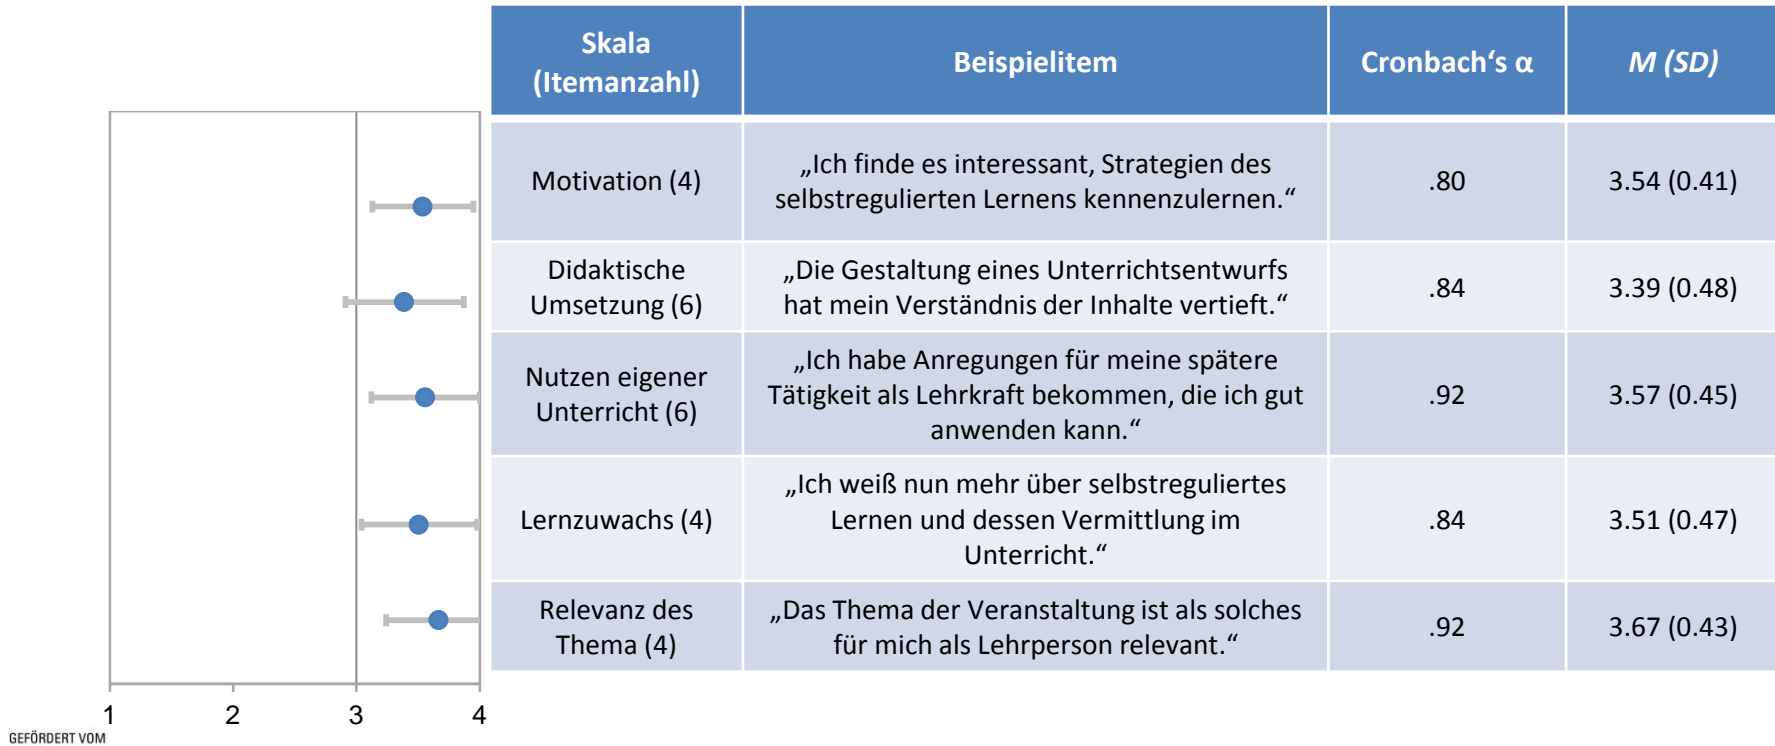 Skala
(Itemanzahl)
Beispielitem
Cronbach‘s α
M (SD)
Motivation (4)
„Ich finde es interessant, Strategien des
selbstregulierten Lernens kennenzulernen.“
.80
3.54 (0.41)
Didaktische
Umsetzung (6)
„Die Gestaltung eines Unterrichtsentwurfs
hat mein Verständnis der Inhalte vertieft.“
.84
3.39 (0.48)
Nutzen eigener
Unterricht (6)
„Ich habe Anregungen für meine spätere
Tätigkeit als Lehrkraft bekommen, die ich gut
anwenden kann.“
.92
3.57 (0.45)
Lernzuwachs (4)
„Ich weiß nun mehr über selbstreguliertes
Lernen und dessen Vermittlung im
Unterricht.“
.84
3.51 (0.47)
Relevanz des
Thema (4)
„Das Thema der Veranstaltung ist als solches
für mich als Lehrperson relevant.“
.92
3.67 (0.43)
1 2 3 4
GEFÖRDERT VOM